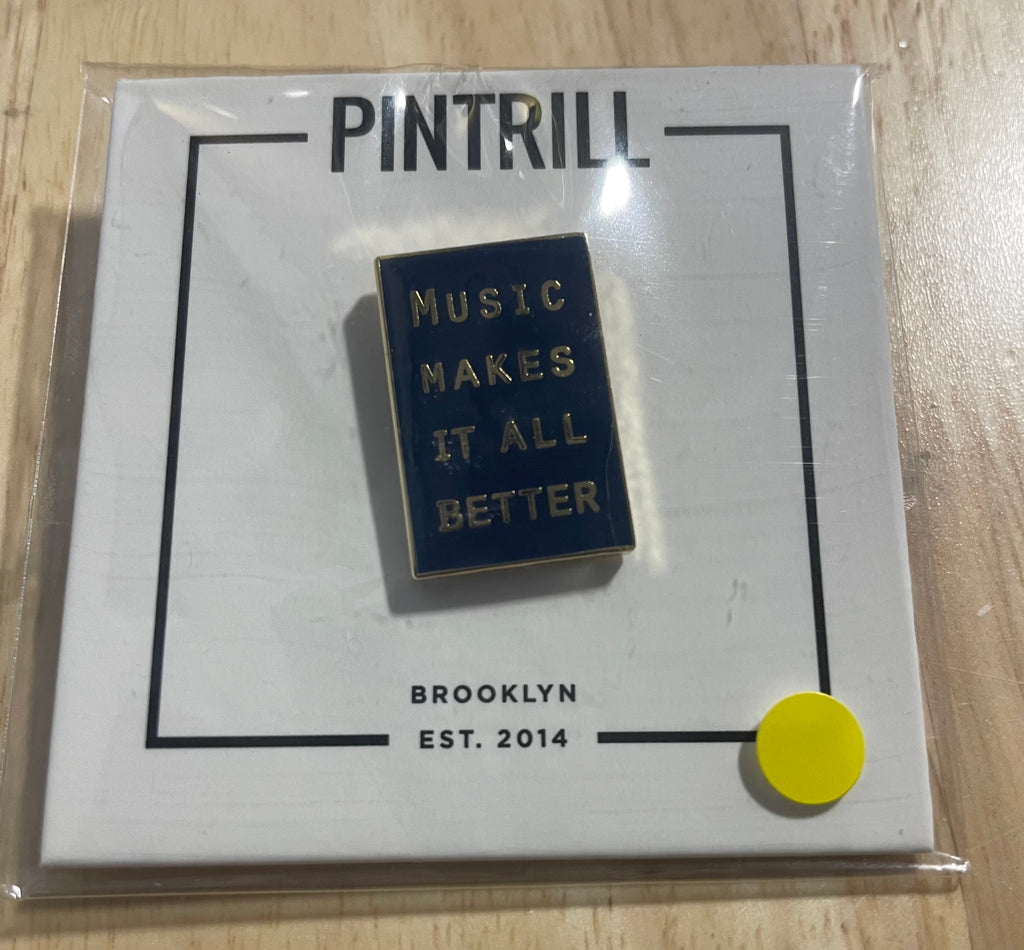 PINTRILL
MUSIC
MAKES
IT ALL
BETTER
BROOKLYN
EST. 2014